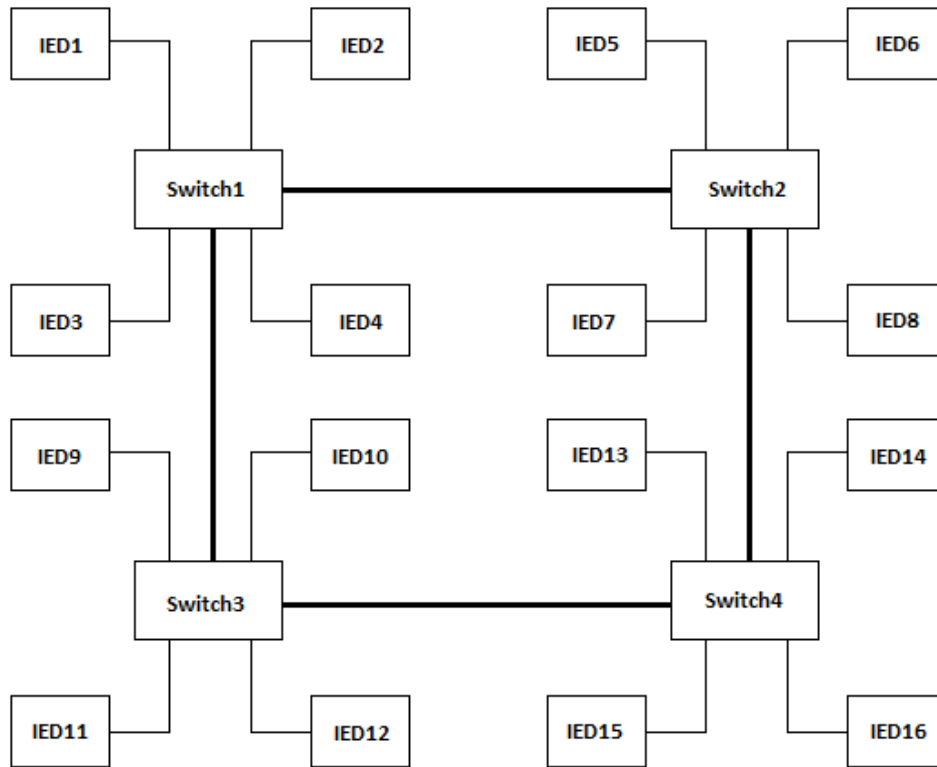 IED1
IED2
IED5
IED6
Switch1
Switch2
IED3
IED4
IED7
IED8
IED9
IED10
IED13
IED14
Switch3
Switch4
IED11
IED12
IED15
IED16